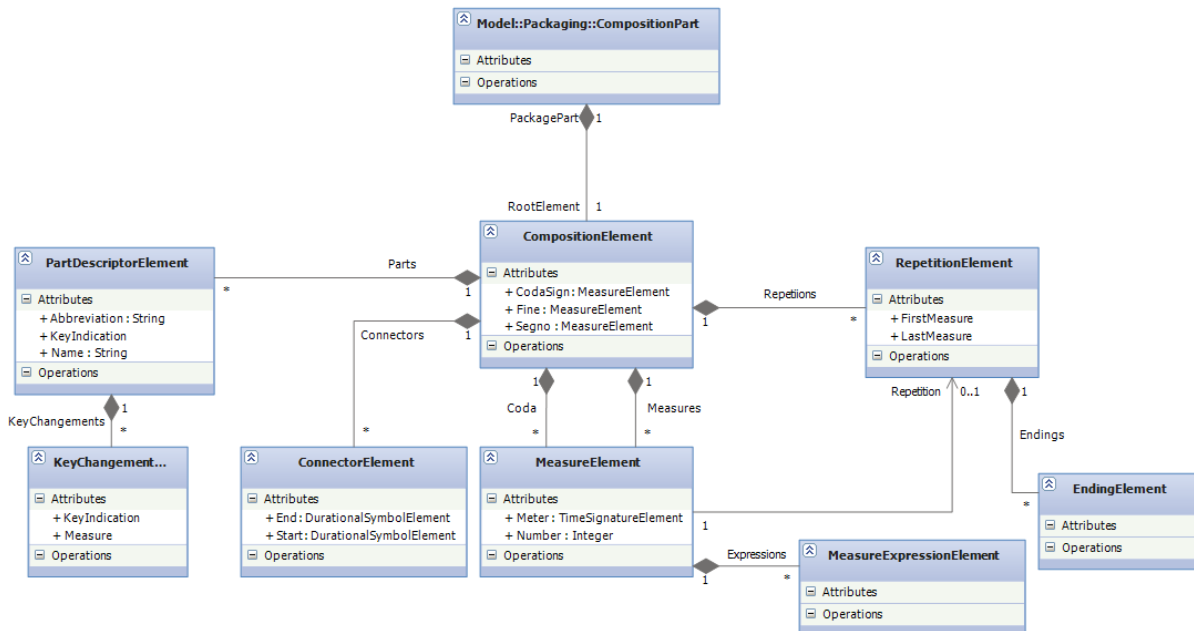 Model::Packaging::CompositionPart
Attributes
Operations
PackagePart
1
RootElement
1
CompositionElement
Attributes
+ CodaSign : MeasureElement
+ Fine : MeasureElement
+ Segno : MeasureElement
Operations
PartDescriptorElement
Attributes
+ Abbreviation : String
+ KeyIndication
+ Name : String
Operations
Parts
*
1
Connectors
1
*
Repetions
1
*
RepetitionElement
Attributes
+ FirstMeasure
+ LastMeasure
Operations
1
KeyChangements
*
KeyChangement...
Attributes
+ KeyIndication
+ Measure
Operations
ConnectorElement
Attributes
+ End : DurationalSymbolElement
+ Start : DurationalSymbolElement
Operations
1
Coda
*
1
Measures
*
MeasureElement
Attributes
+ Meter : TimeSignatureElement
+ Number : Integer
Operations
Repetition
0..1
1
1
Endings
*
EndingElement
Attributes
Operations
Expressions
1
*
MeasureExpressionElement
Attributes
Operations